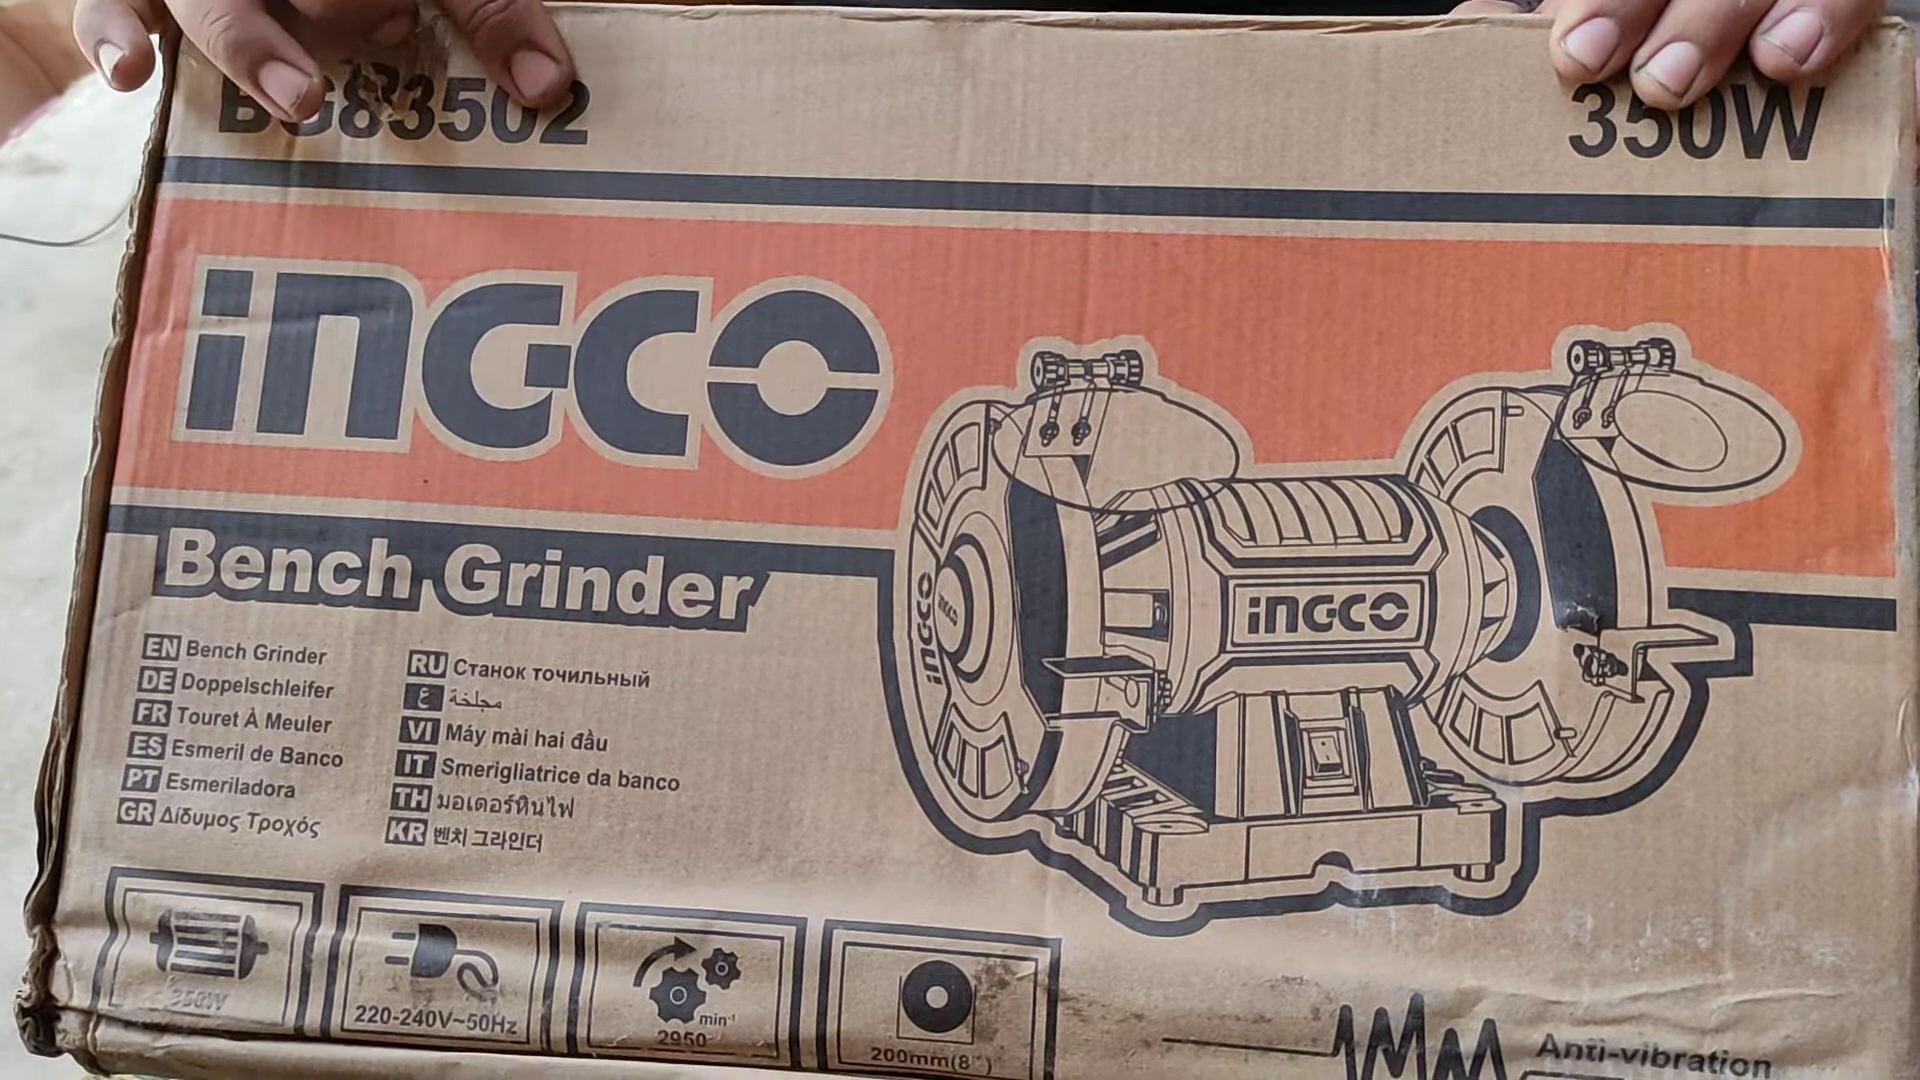 BG83502
350W
INGCO
Bench Grinder
EN Bench Grinder
DE Doppelschleifer
FR Touret À Meuler
ES Esmeril de Banco
PT Esmeriladora
GR Δίδυμος Τροχός
RU Станок точильный
ع مجلخة
VI Máy mài hai đầu
IT Smerigliatrice da banco
TH มอเตอร์หินไฟ
KR 벤치 그라인더
INGCO
INGCO
INGCO
350W
220-240V~50Hz
min⁻¹
2950
200mm(8")
Anti-vibration